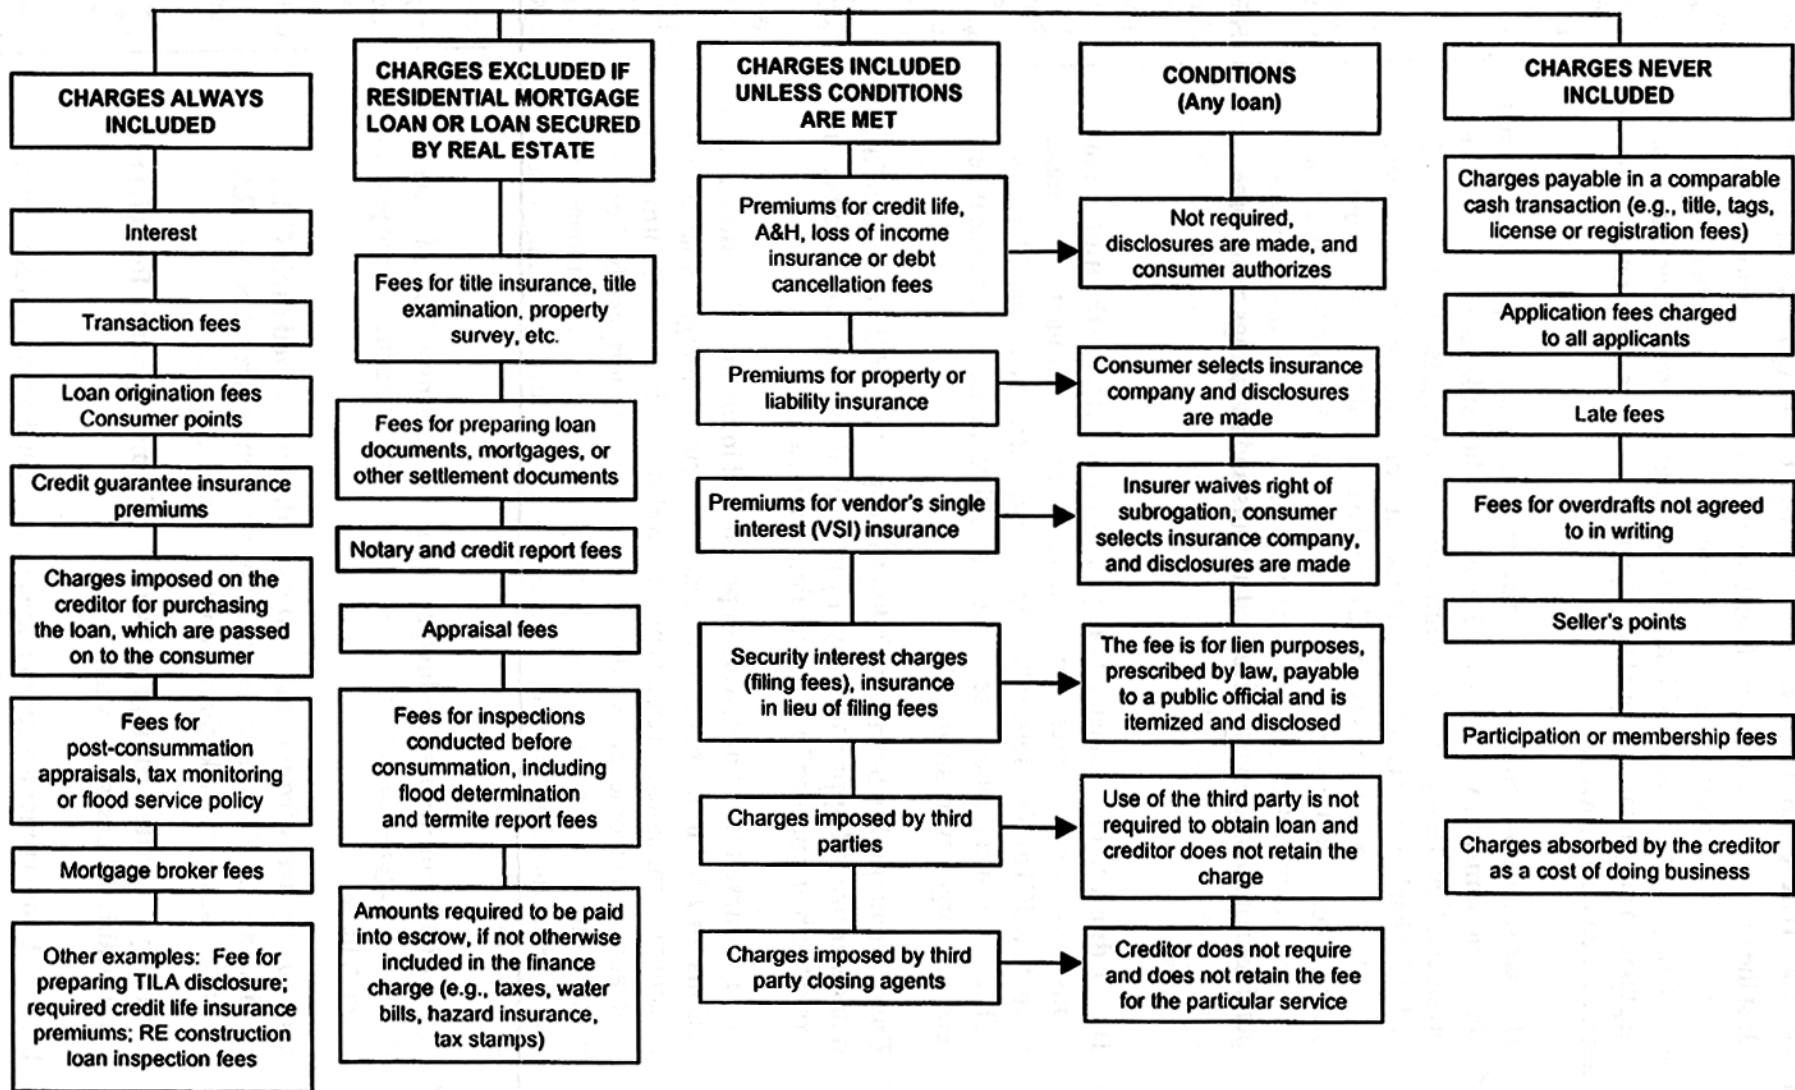 CHARGES ALWAYS
INCLUDED
Interest
Transaction fees
Loan origination fees
Consumer points
Credit guarantee insurance
premiums
Charges imposed on the
creditor for purchasing
the loan, which are passed
on to the consumer
Fees for
post-consummation
appraisals, tax monitoring
or flood service policy
Mortgage broker fees
Other examples: Fee for
preparing TILA disclosure;
required credit life insurance
premiums; RE construction
loan inspection fees
CHARGES EXCLUDED IF
RESIDENTIAL MORTGAGE
LOAN OR LOAN SECURED
BY REAL ESTATE
Fees for title insurance, title
examination, property
survey, etc.
Fees for preparing loan
documents, mortgages, or
other settlement documents
Notary and credit report fees
Appraisal fees
Fees for inspections
conducted before
consummation, including
flood determination
and termite report fees
Amounts required to be paid
into escrow, if not otherwise
included in the finance
charge (e.g., taxes, water
bills, hazard insurance,
tax stamps)
CHARGES INCLUDED
UNLESS CONDITIONS
ARE MET
Premiums for credit life,
A&H, loss of income
insurance or debt
cancellation fees
Premiums for property or
liability insurance
Premiums for vendor's single
interest (VSI) insurance
Security interest charges
(filing fees), insurance
in lieu of filing fees
Charges imposed by third
parties
Charges imposed by third
party closing agents
CONDITIONS
(Any loan)
Not required,
disclosures are made, and
consumer authorizes
Consumer selects insurance
company and disclosures
are made
Insurer waives right of
subrogation, consumer
selects insurance company,
and disclosures are made
The fee is for lien purposes,
prescribed by law, payable
to a public official and is
itemized and disclosed
Use of the third party is not
required to obtain loan and
creditor does not retain the
charge
Creditor does not require
and does not retain the fee
for the particular service
CHARGES NEVER
INCLUDED
Charges payable in a comparable
cash transaction (e.g., title, tags,
license or registration fees)
Application fees charged
to all applicants
Late fees
Fees for overdrafts not agreed
to in writing
Seller's points
Participation or membership fees
Charges absorbed by the creditor
as a cost of doing business